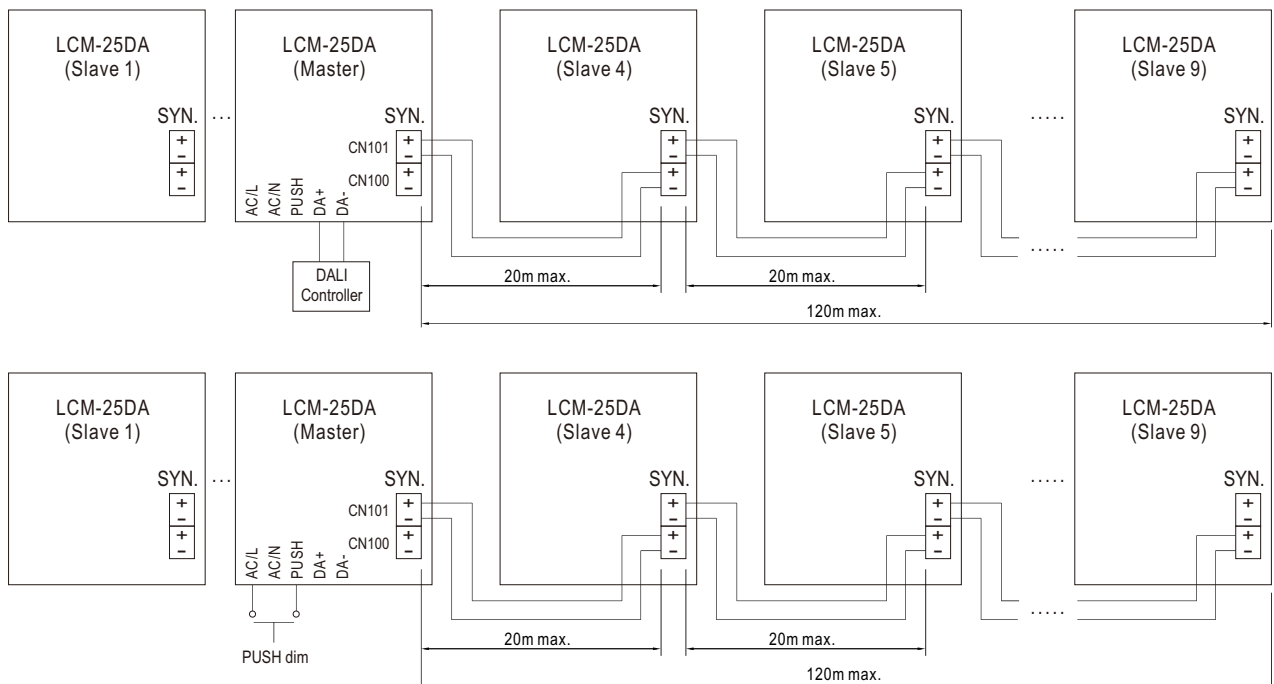 LCM-25DA
(Slave 1)
SYN.
+
-
+
-
...
LCM-25DA
(Master)
SYN.
CN101
+
-
CN100
+
-
AC/L
AC/N
PUSH
DA+
DA-
DALI
Controller
LCM-25DA
(Slave 4)
SYN.
+
-
+
-
LCM-25DA
(Slave 5)
SYN.
+
-
+
-
.....
.....
LCM-25DA
(Slave 9)
SYN.
+
-
+
-
20m max.
20m max.
120m max.
LCM-25DA
(Slave 1)
SYN.
+
-
+
-
...
LCM-25DA
(Master)
SYN.
CN101
+
-
CN100
+
-
AC/L
AC/N
PUSH
DA+
DA-
PUSH dim
LCM-25DA
(Slave 4)
SYN.
+
-
+
-
LCM-25DA
(Slave 5)
SYN.
+
-
+
-
.....
.....
LCM-25DA
(Slave 9)
SYN.
+
-
+
-
20m max.
20m max.
120m max.